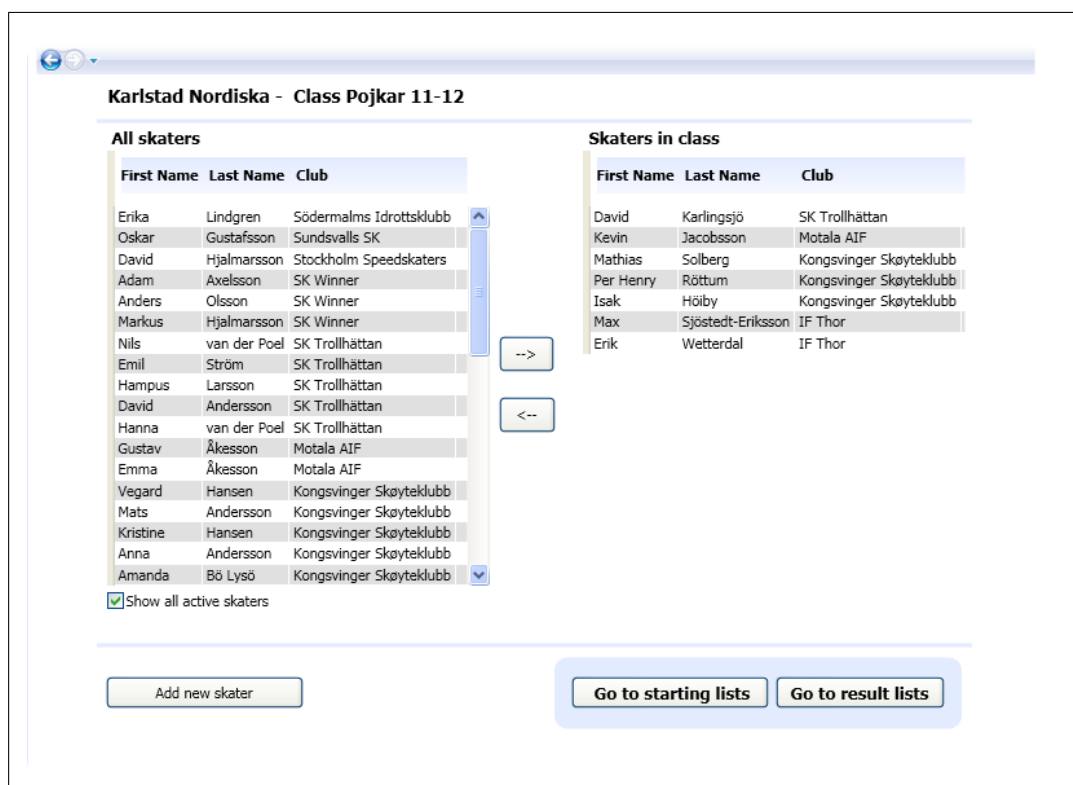 Karlstad Nordiska - Class Pojkar 11-12
All skaters
First Name Last Name Club
Erika Lindgren Södermalms Idrottsklubb
Oskar Gustafsson Sundsvalls SK
David Hjalmarsson Stockholm Speedskaters
Adam Axelsson SK Winner
Anders Olsson SK Winner
Markus Hjalmarsson SK Winner
Nils van der Poel SK Trollhättan
Emil Ström SK Trollhättan
Hampus Larsson SK Trollhättan
David Andersson SK Trollhättan
Hanna van der Poel SK Trollhättan
Gustav Åkesson Motala AIF
Emma Åkesson Motala AIF
Vegard Hansen Kongsvinger Skøyteklubb
Mats Andersson Kongsvinger Skøyteklubb
Kristine Hansen Kongsvinger Skøyteklubb
Anna Andersson Kongsvinger Skøyteklubb
Amanda Bö Lysö Kongsvinger Skøyteklubb
Show all active skaters
-->
<--
Skaters in class
First Name Last Name Club
David Karlingsjö SK Trollhättan
Kevin Jacobsson Motala AIF
Mathias Solberg Kongsvinger Skøyteklubb
Per Henry Röttum Kongsvinger Skøyteklubb
Isak Höiby Kongsvinger Skøyteklubb
Max Sjöstedt-Eriksson IF Thor
Erik Wetterdal IF Thor
Add new skater
Go to starting lists
Go to result lists